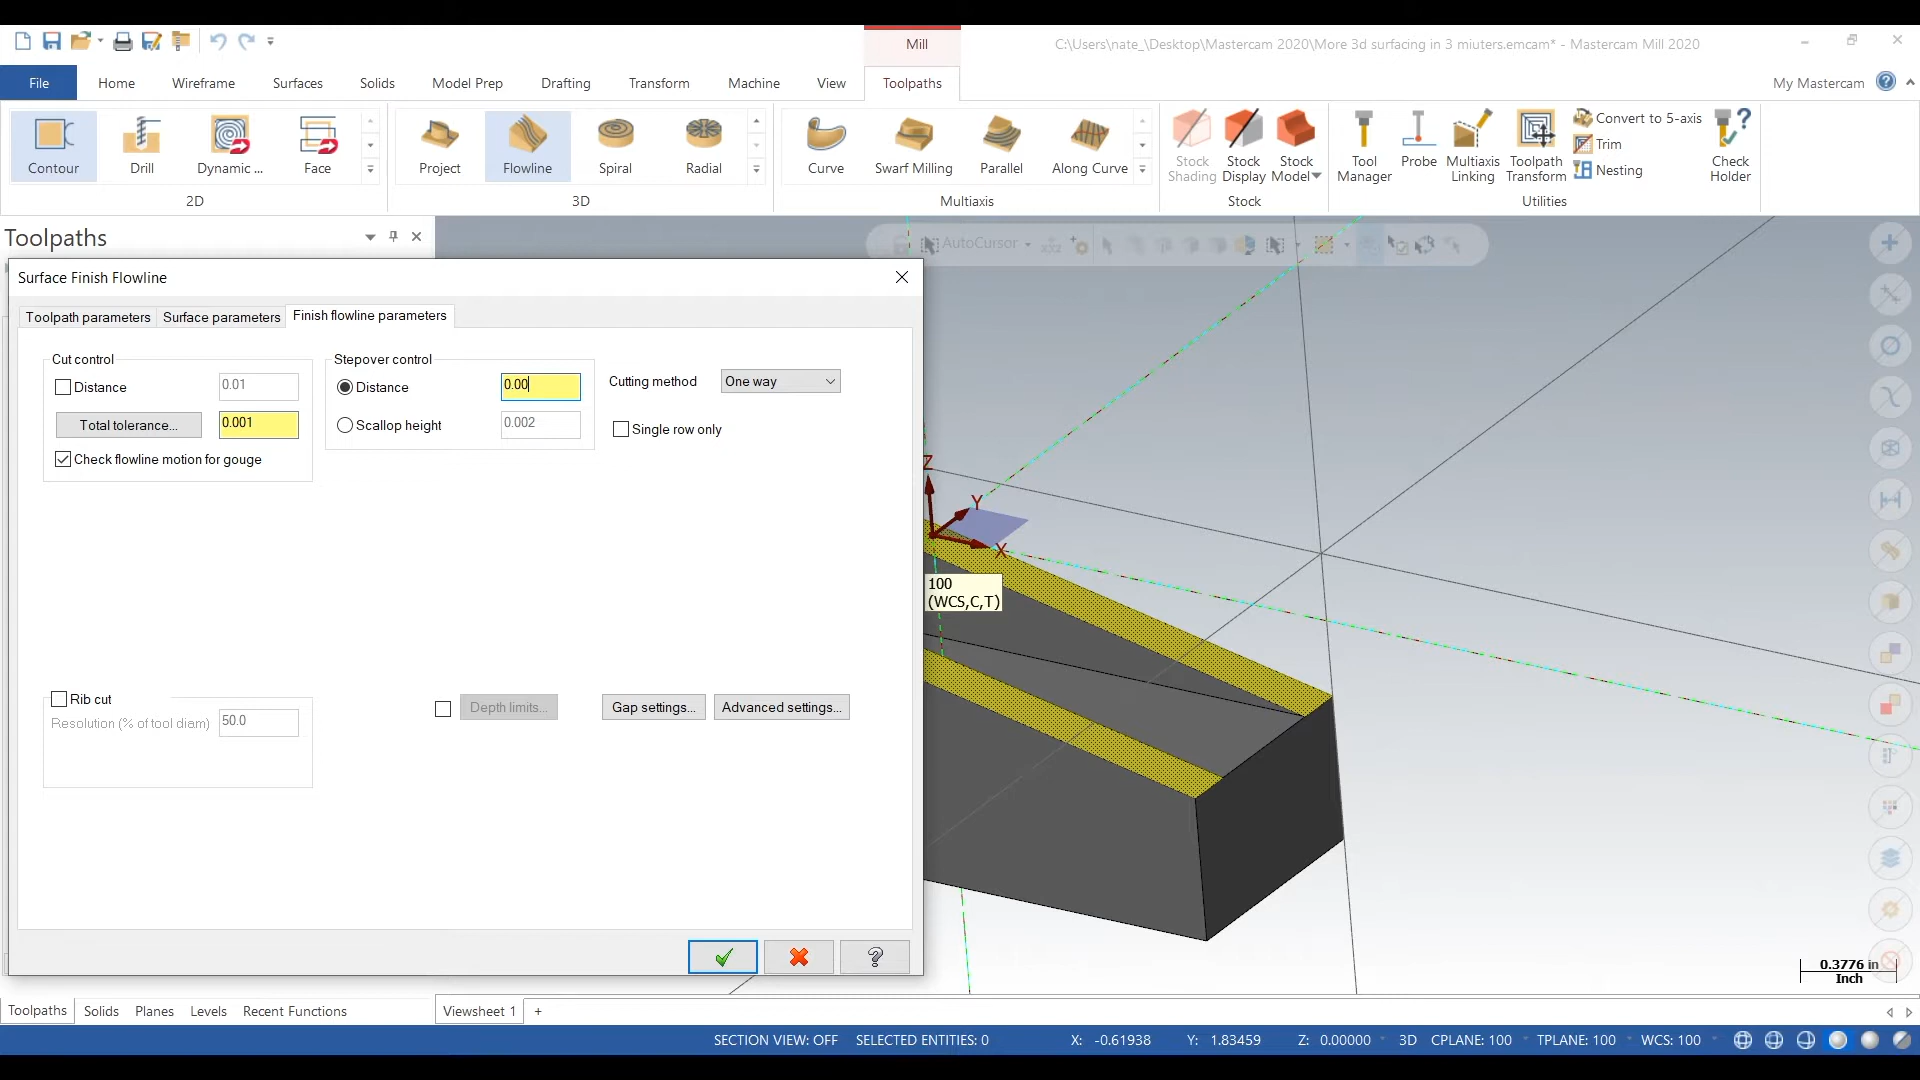 Mill
C:\Users\nate_\Desktop\Mastercam 2020\More 3d surfacing in 3 miuters.emcam* - Mastercam Mill 2020
File Home Wireframe Surfaces Solids Model Prep Drafting Transform Machine View Toolpaths My Mastercam
Contour Drill Dynamic ... Face Project Flowline Spiral Radial Curve Swarf Milling Parallel Along Curve
Stock Shading Stock Display Stock Model Tool Manager Probe Multiaxis Linking Toolpath Transform
Convert to 5-axis
Trim
Nesting
Check Holder
2D 3D Multiaxis Stock Utilities
Toolpaths
AutoCursor
Surface Finish Flowline
Toolpath parameters Surface parameters Finish flowline parameters
Cut control
Distance 0.01
Total tolerance... 0.001
Check flowline motion for gouge
Stepover control
Distance 0.00
Scallop height 0.002
Cutting method One way
Single row only
Rib cut
Resolution (% of tool diam) 50.0
Depth limits... Gap settings... Advanced settings...
Z
Y
X
100
(WCS,C,T)
0.3776 in
Inch
Toolpaths Solids Planes Levels Recent Functions Viewsheet 1 +
SECTION VIEW: OFF SELECTED ENTITIES: 0 X: -0.61938 Y: 1.83459 Z: 0.00000 3D CPLANE: 100 TPLANE: 100 WCS: 100